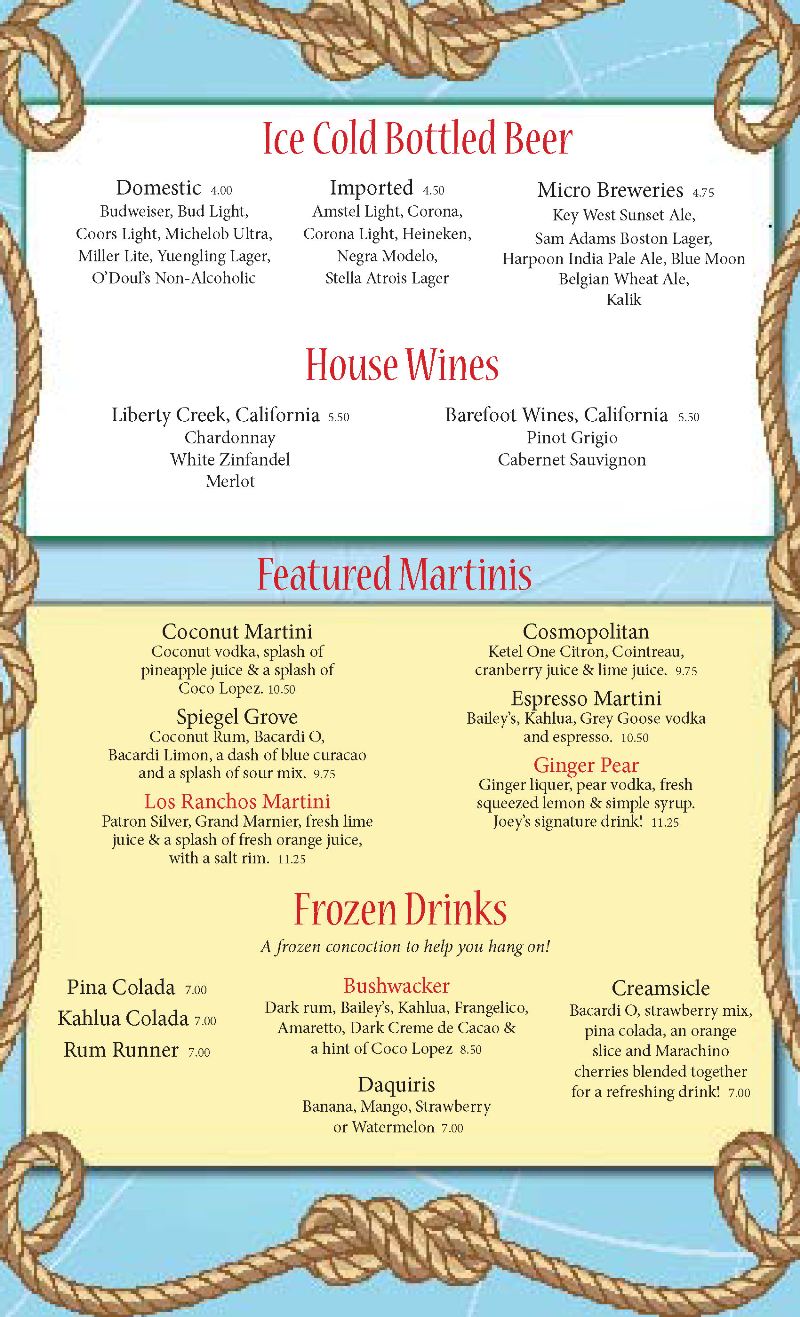 Ice Cold Bottled Beer
Domestic 4.00
Budweiser, Bud Light,
Coors Light, Michelob Ultra,
Miller Lite, Yuengling Lager,
O'Doul's Non-Alcoholic
Imported 4.50
Amstel Light, Corona,
Corona Light, Heineken,
Negra Modelo,
Stella Atrois Lager
Micro Breweries 4.75
Key West Sunset Ale,
Sam Adams Boston Lager,
Harpoon India Pale Ale, Blue Moon
Belgian Wheat Ale,
Kalik
House Wines
Liberty Creek, California 5.50
Chardonnay
White Zinfandel
Merlot
Barefoot Wines, California 5.50
Pinot Grigio
Cabernet Sauvignon
Featured Martinis
Coconut Martini
Coconut vodka, splash of
pineapple juice & a splash of
Coco Lopez. 10.50
Spiegel Grove
Coconut Rum, Bacardi O,
Bacardi Limon, a dash of blue curacao
and a splash of sour mix. 9.75
Los Ranchos Martini
Patron Silver, Grand Marnier, fresh lime
juice & a splash of fresh orange juice,
with a salt rim. 11.25
Cosmopolitan
Ketel One Citron, Cointreau,
cranberry juice & lime juice. 9.75
Espresso Martini
Bailey's, Kahlua, Grey Goose vodka
and espresso. 10.50
Ginger Pear
Ginger liquer, pear vodka, fresh
squeezed lemon & simple syrup.
Joey's signature drink! 11.25
Frozen Drinks
A frozen concoction to help you hang on!
Pina Colada 7.00
Kahlua Colada 7.00
Rum Runner 7.00
Bushwacker
Dark rum, Bailey's, Kahlua, Frangelico,
Amaretto, Dark Creme de Cacao &
a hint of Coco Lopez 8.50
Daquiris
Banana, Mango, Strawberry
or Watermelon 7.00
Creamsicle
Bacardi O, strawberry mix,
pina colada, an orange
slice and Marachino
cherries blended together
for a refreshing drink! 7.00